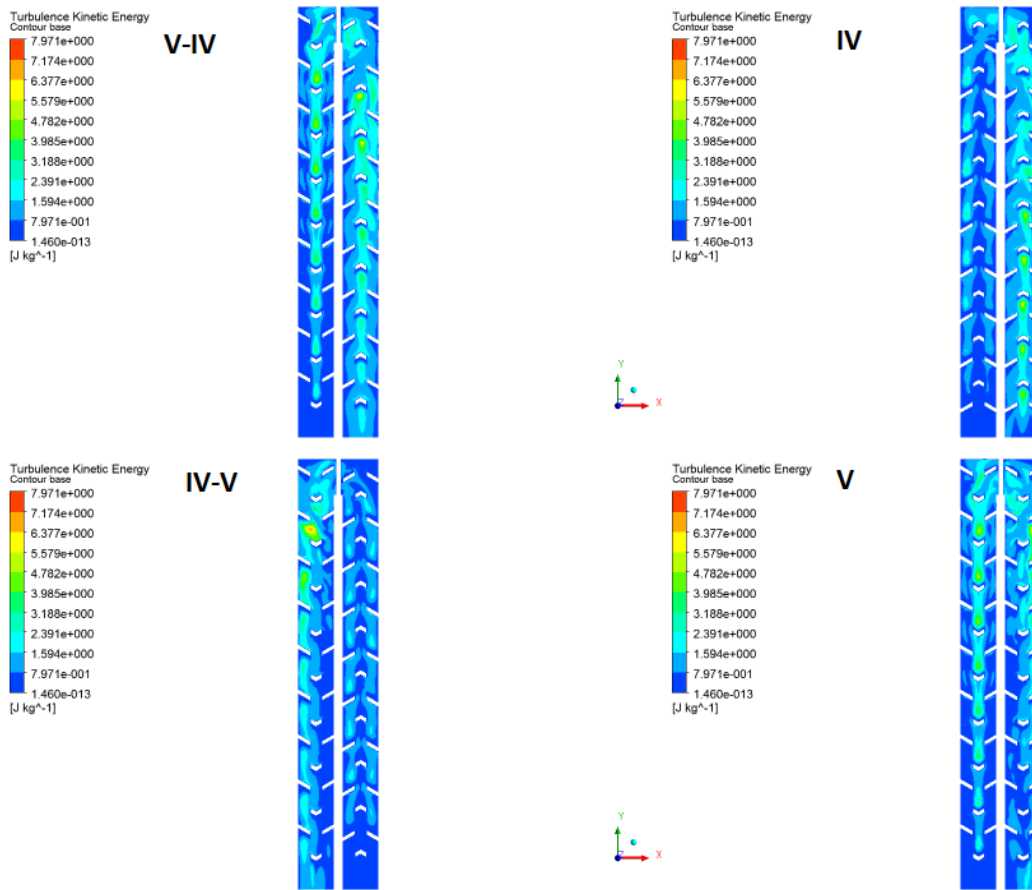 Turbulence Kinetic Energy
Contour base
7.971e+000
7.174e+000
6.377e+000
5.579e+000
4.782e+000
3.985e+000
3.188e+000
2.391e+000
1.594e+000
7.971e-001
1.460e-013
[J kg^-1]
V-IV
Turbulence Kinetic Energy
Contour base
7.971e+000
7.174e+000
6.377e+000
5.579e+000
4.782e+000
3.985e+000
3.188e+000
2.391e+000
1.594e+000
7.971e-001
1.460e-013
[J kg^-1]
IV
Y
Z
X
Turbulence Kinetic Energy
Contour base
7.971e+000
7.174e+000
6.377e+000
5.579e+000
4.782e+000
3.985e+000
3.188e+000
2.391e+000
1.594e+000
7.971e-001
1.460e-013
[J kg^-1]
IV-V
Turbulence Kinetic Energy
Contour base
7.971e+000
7.174e+000
6.377e+000
5.579e+000
4.782e+000
3.985e+000
3.188e+000
2.391e+000
1.594e+000
7.971e-001
1.460e-013
[J kg^-1]
V
Y
Z
X